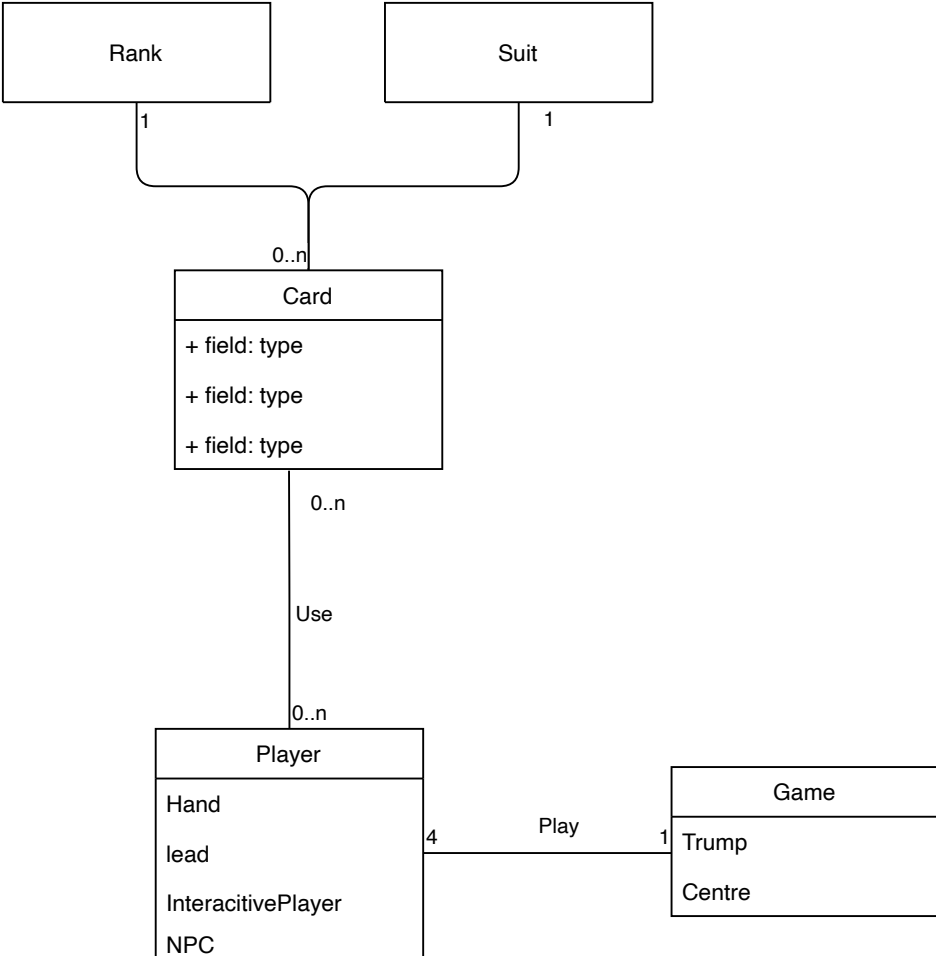 Rank
Suit
1
1
0..n
Card
+ field: type
+ field: type
+ field: type
0..n
Use
0..n
Player
Hand
lead
InteracitivePlayer
NPC
4
Play
1
Game
Trump
Centre